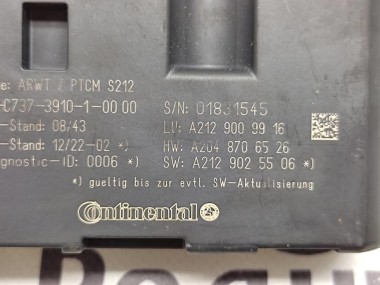 e: ARWT / PTCM S212
-C737-3910-1-00 00
S/N: 01831545
-Stand: 08/43
LV: A212 900 99 16
-Stand: 12/22-02 *)
HW: A204 870 65 26
agnostic-ID: 0006 *)
SW: A212 902 55 06 *)
*) gueltig bis zur evtl. SW-Aktualisierung
Continental